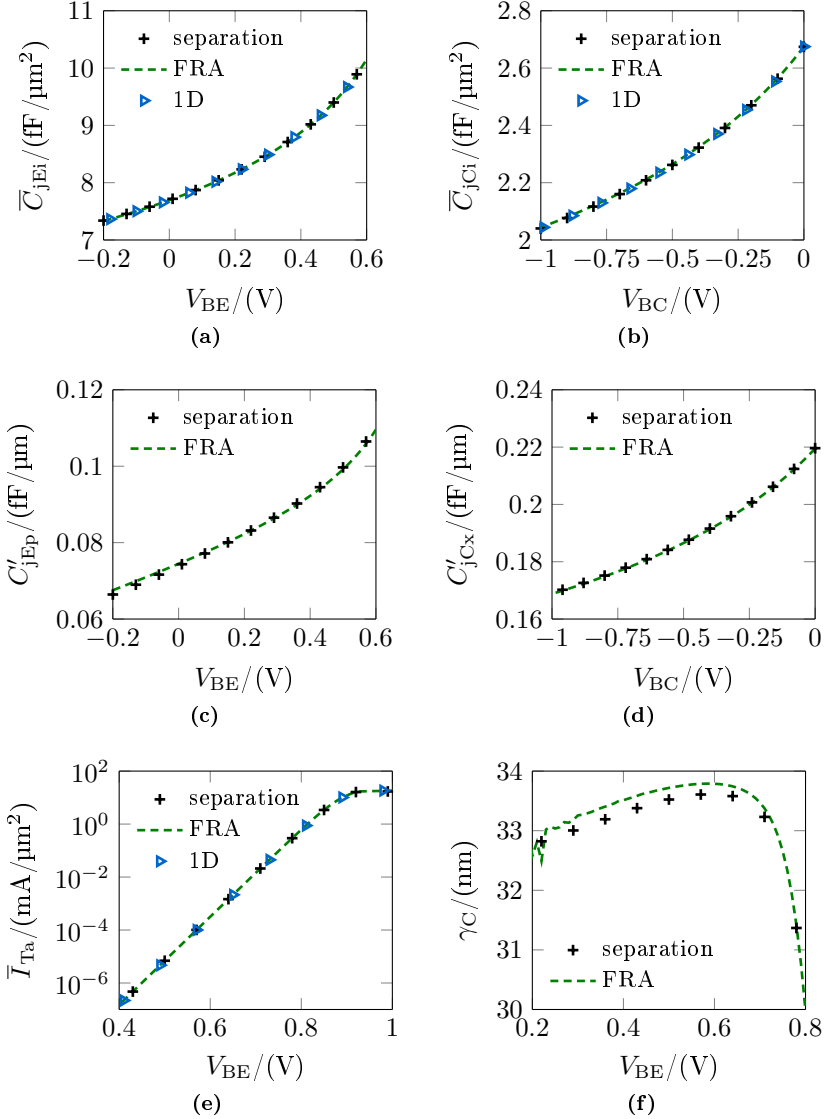 11
10
9
8
7
−0.2 0 0.2 0.4 0.6
C̅jEi/(fF/µm²)
VBE/(V)
separation
FRA
1D
(a)
2.8
2.6
2.4
2.2
2
−1 −0.75 −0.5 −0.25 0
C̅jCi/(fF/µm²)
VBC/(V)
separation
FRA
1D
(b)
0.12
0.1
0.08
0.06
−0.2 0 0.2 0.4 0.6
C′jEp/(fF/µm)
VBE/(V)
separation
FRA
(c)
0.24
0.22
0.2
0.18
0.16
−1 −0.75 −0.5 −0.25 0
C′jCx/(fF/µm)
VBC/(V)
separation
FRA
(d)
10²
10⁰
10⁻²
10⁻⁴
10⁻⁶
0.4 0.6 0.8 1
I̅Ta/(mA/µm²)
VBE/(V)
separation
FRA
1D
(e)
34
33
32
31
30
0.2 0.4 0.6 0.8
γC/(nm)
VBE/(V)
separation
FRA
(f)